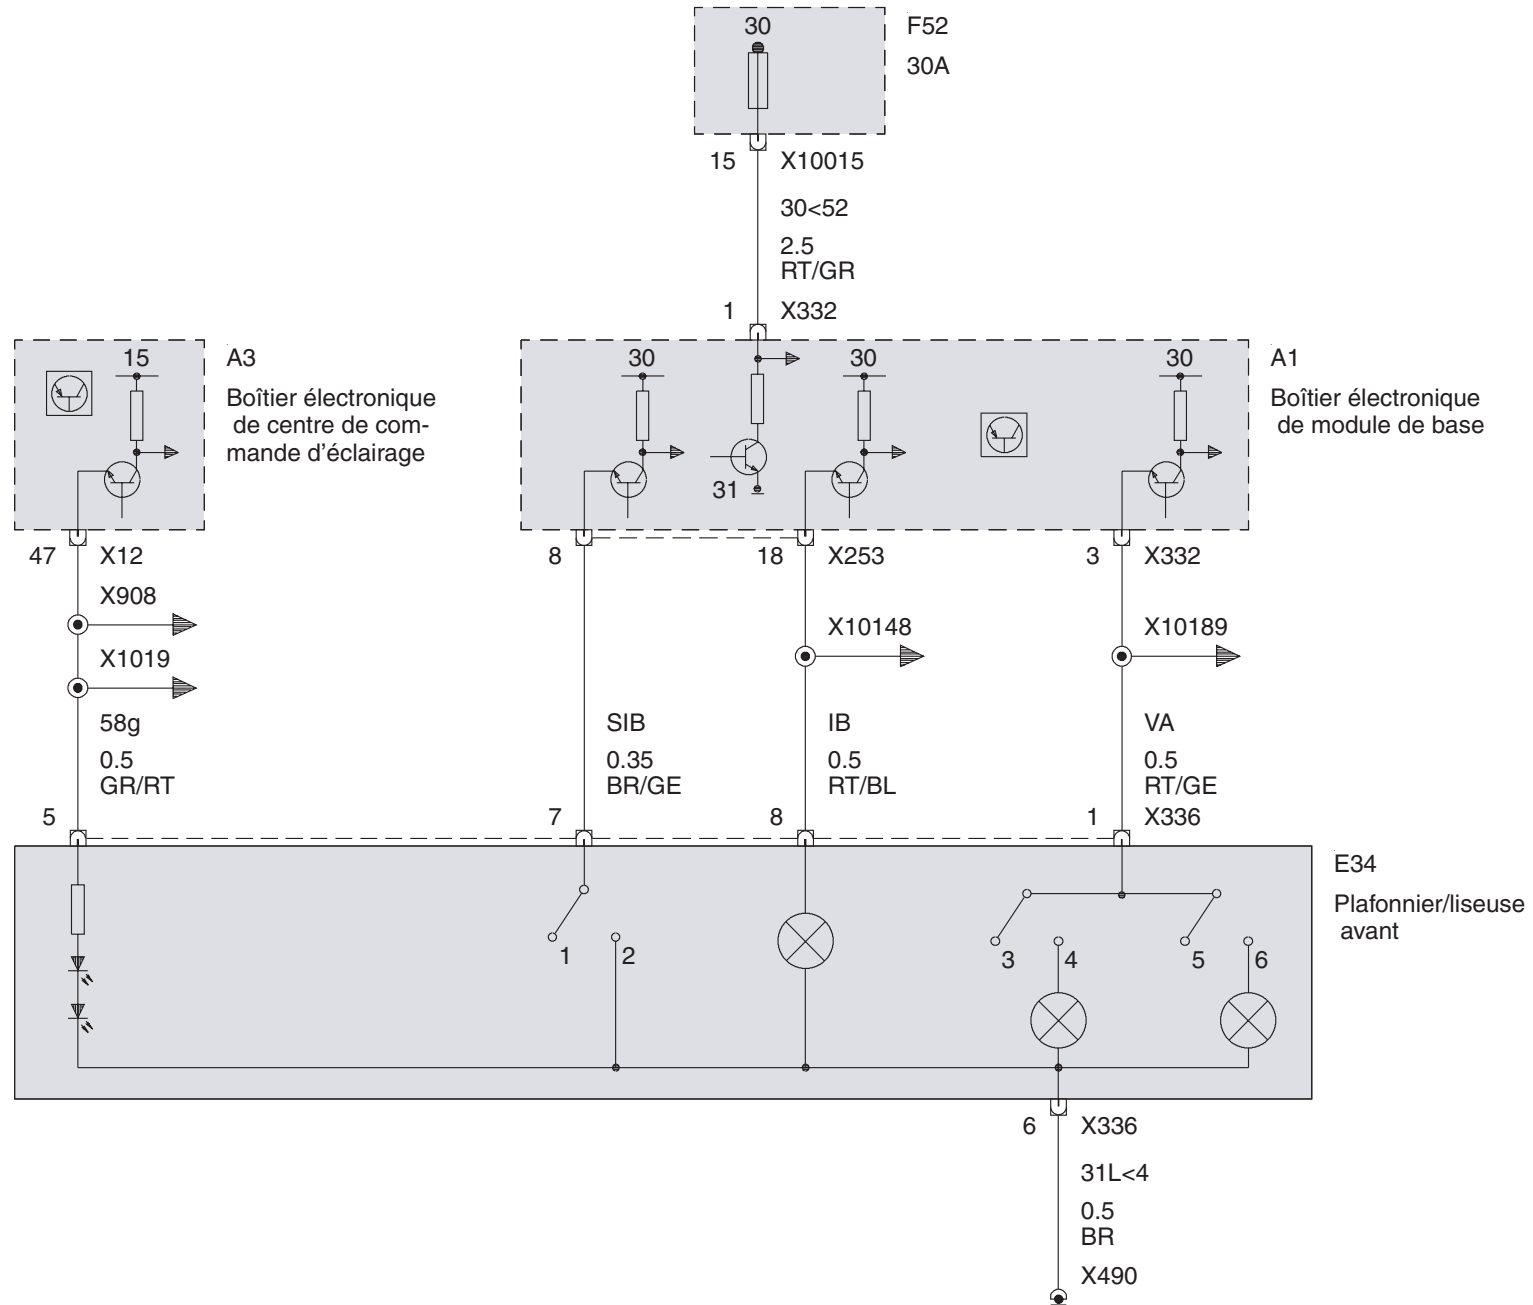 30
F52
30A
15
X10015
30<52
2.5
RT/GR
1
X332
15
A3
Boîtier électronique
de centre de com-
mande d'éclairage
30
30
30
31
A1
Boîtier électronique
de module de base
47
X12
8
18
X253
3
X332
X908
X10148
X10189
X1019
58g
0.5
GR/RT
SIB
0.35
BR/GE
IB
0.5
RT/BL
VA
0.5
RT/GE
5
7
8
1
X336
E34
Plafonnier/liseuse
avant
1
2
3
4
5
6
6
X336
31L<4
0.5
BR
X490